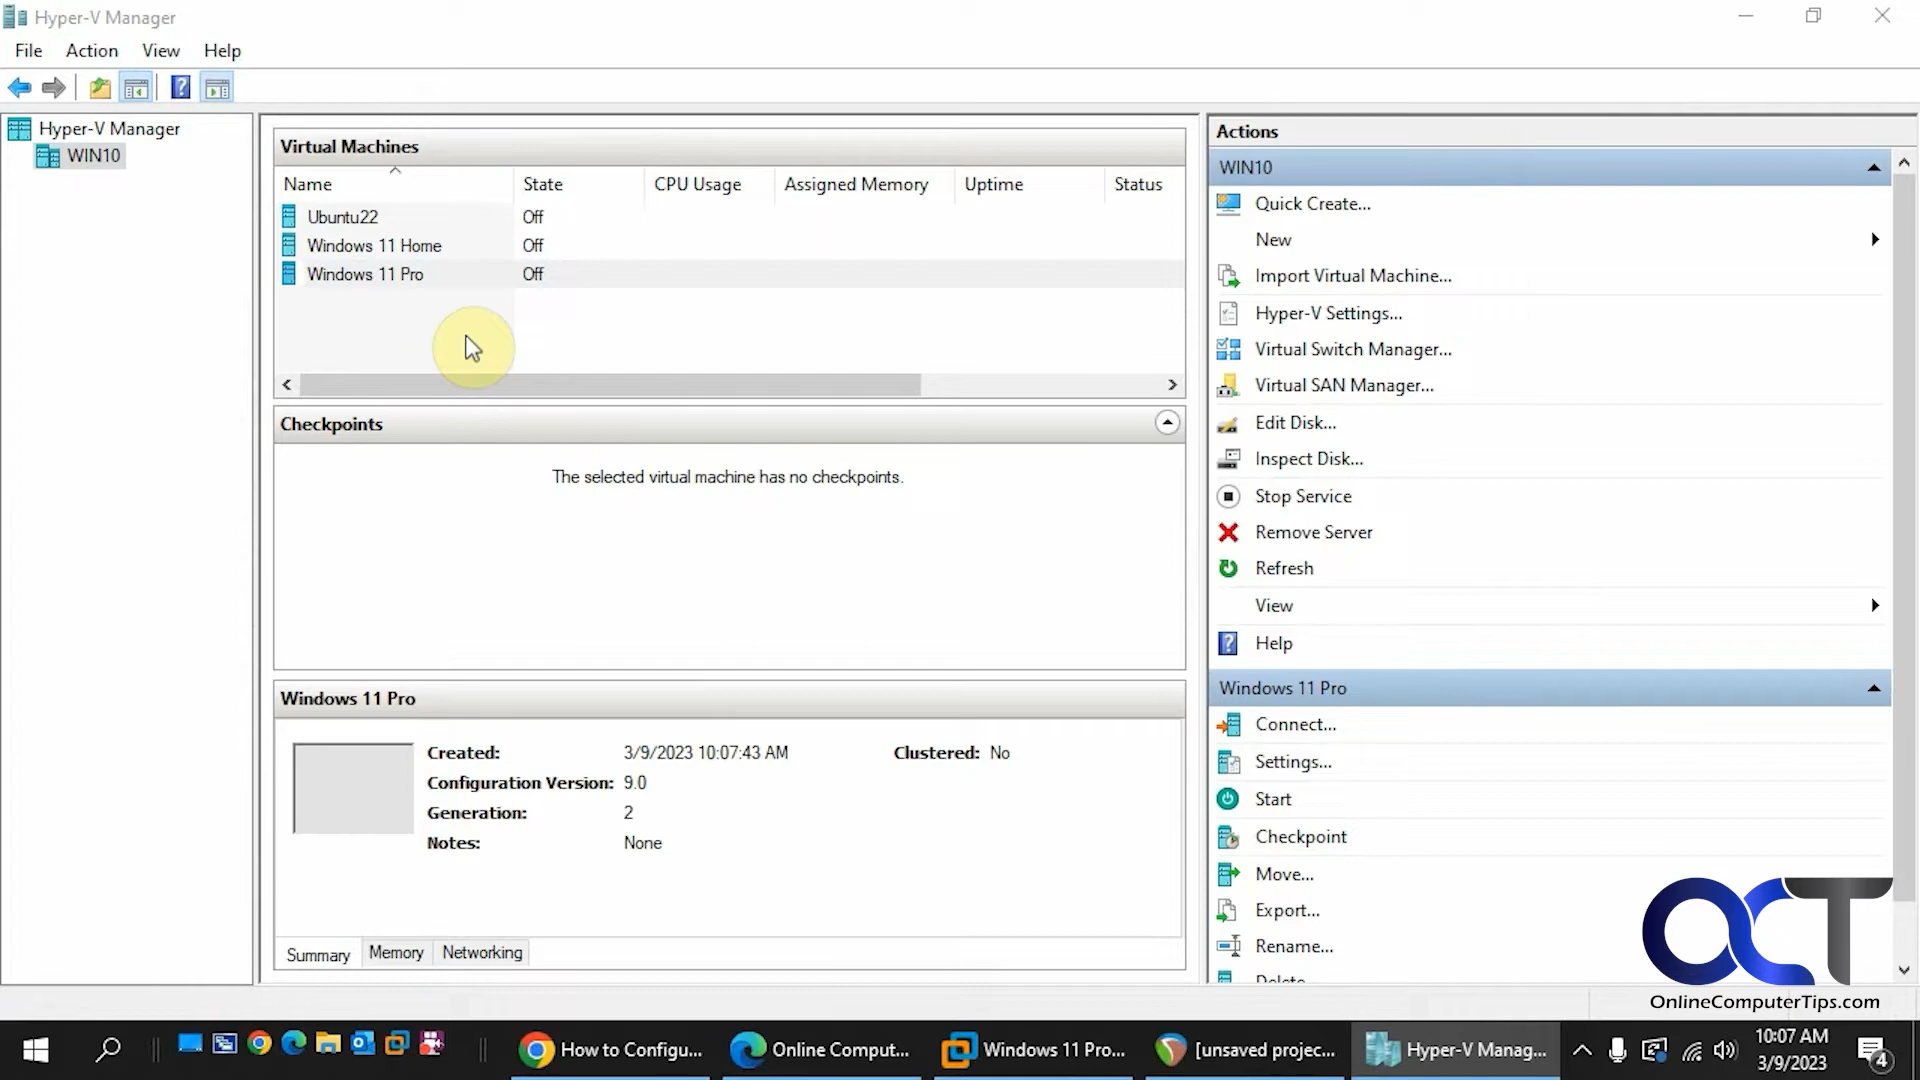 Hyper-V Manager
File Action View Help
Hyper-V Manager
WIN10
Virtual Machines
Name State CPU Usage Assigned Memory Uptime Status
Ubuntu22 Off
Windows 11 Home Off
Windows 11 Pro Off
Checkpoints
The selected virtual machine has no checkpoints.
Windows 11 Pro
Created: 3/9/2023 10:07:43 AM Clustered: No
Configuration Version: 9.0
Generation: 2
Notes: None
Summary Memory Networking
Actions
WIN10
Quick Create...
New
Import Virtual Machine...
Hyper-V Settings...
Virtual Switch Manager...
Virtual SAN Manager...
Edit Disk...
Inspect Disk...
Stop Service
Remove Server
Refresh
View
Help
Windows 11 Pro
Connect...
Settings...
Start
Checkpoint
Move...
Export...
Rename...
Delete
OCT
OnlineComputerTips.com
How to Configu... Online Comput... Windows 11 Pro... [unsaved projec... Hyper-V Manag...
10:07 AM
3/9/2023
4